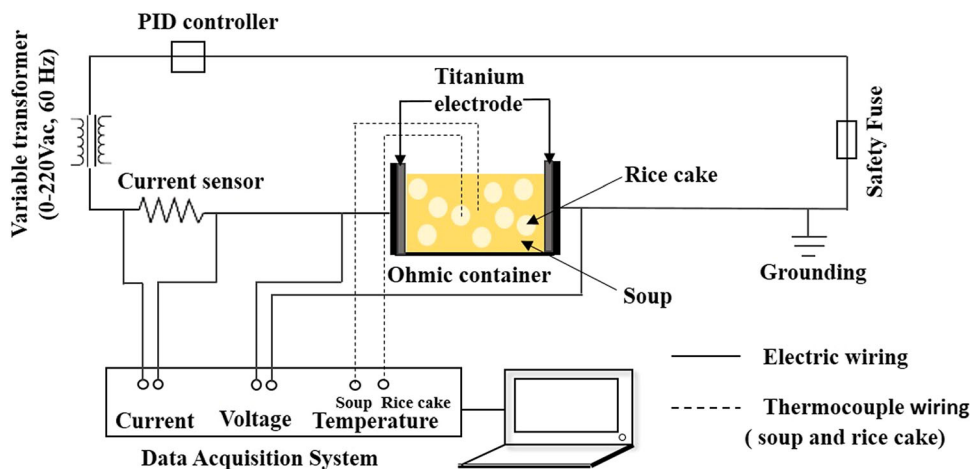 PID controller
Variable transformer
(0-220Vac, 60 Hz)
Titanium
electrode
Safety Fuse
Current sensor
Rice cake
Ohmic container
Soup
Grounding
Electric wiring
Soup Rice cake
Current Voltage Temperature
Thermocouple wiring
( soup and rice cake)
Data Acquisition System